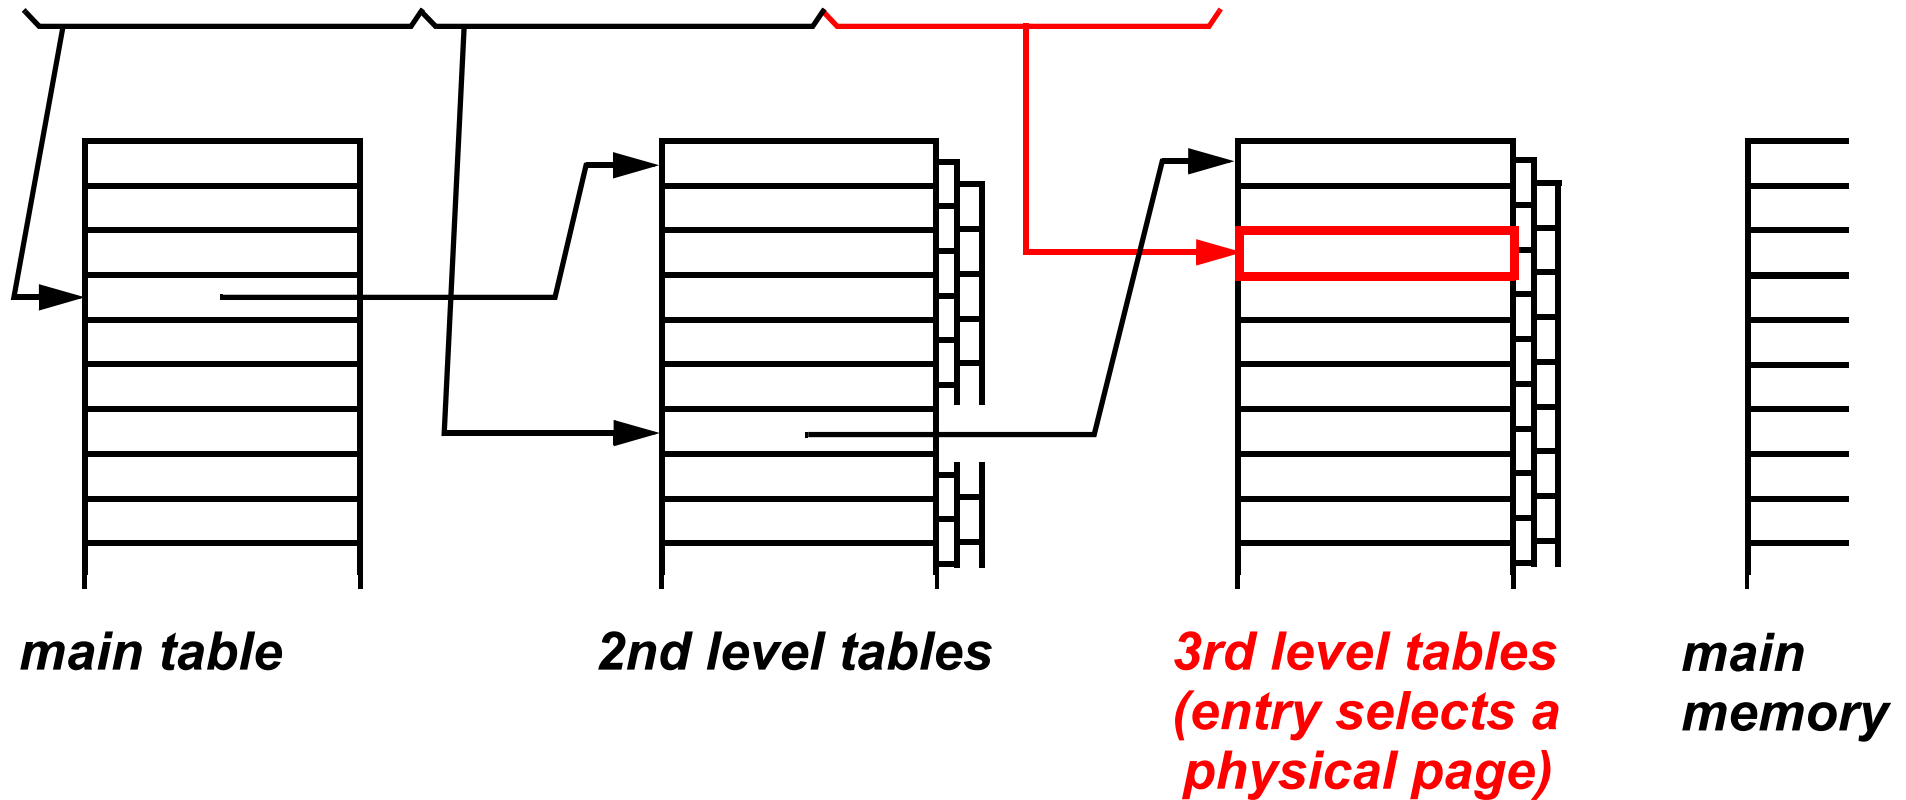 main table
2nd level tables
3rd level tables
(entry selects a
physical page)
main
memory